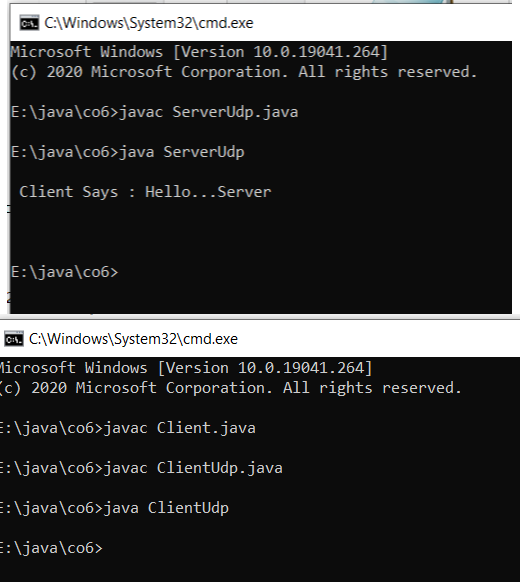 C:\Windows\System32\cmd.exe
Microsoft Windows [Version 10.0.19041.264]
(c) 2020 Microsoft Corporation. All rights reserved.
E:\java\co6>javac ServerUdp.java
E:\java\co6>java ServerUdp
Client Says : Hello...Server
E:\java\co6>
C:\Windows\System32\cmd.exe
Microsoft Windows [Version 10.0.19041.264]
(c) 2020 Microsoft Corporation. All rights reserved.
E:\java\co6>javac Client.java
E:\java\co6>javac ClientUdp.java
E:\java\co6>java ClientUdp
E:\java\co6>